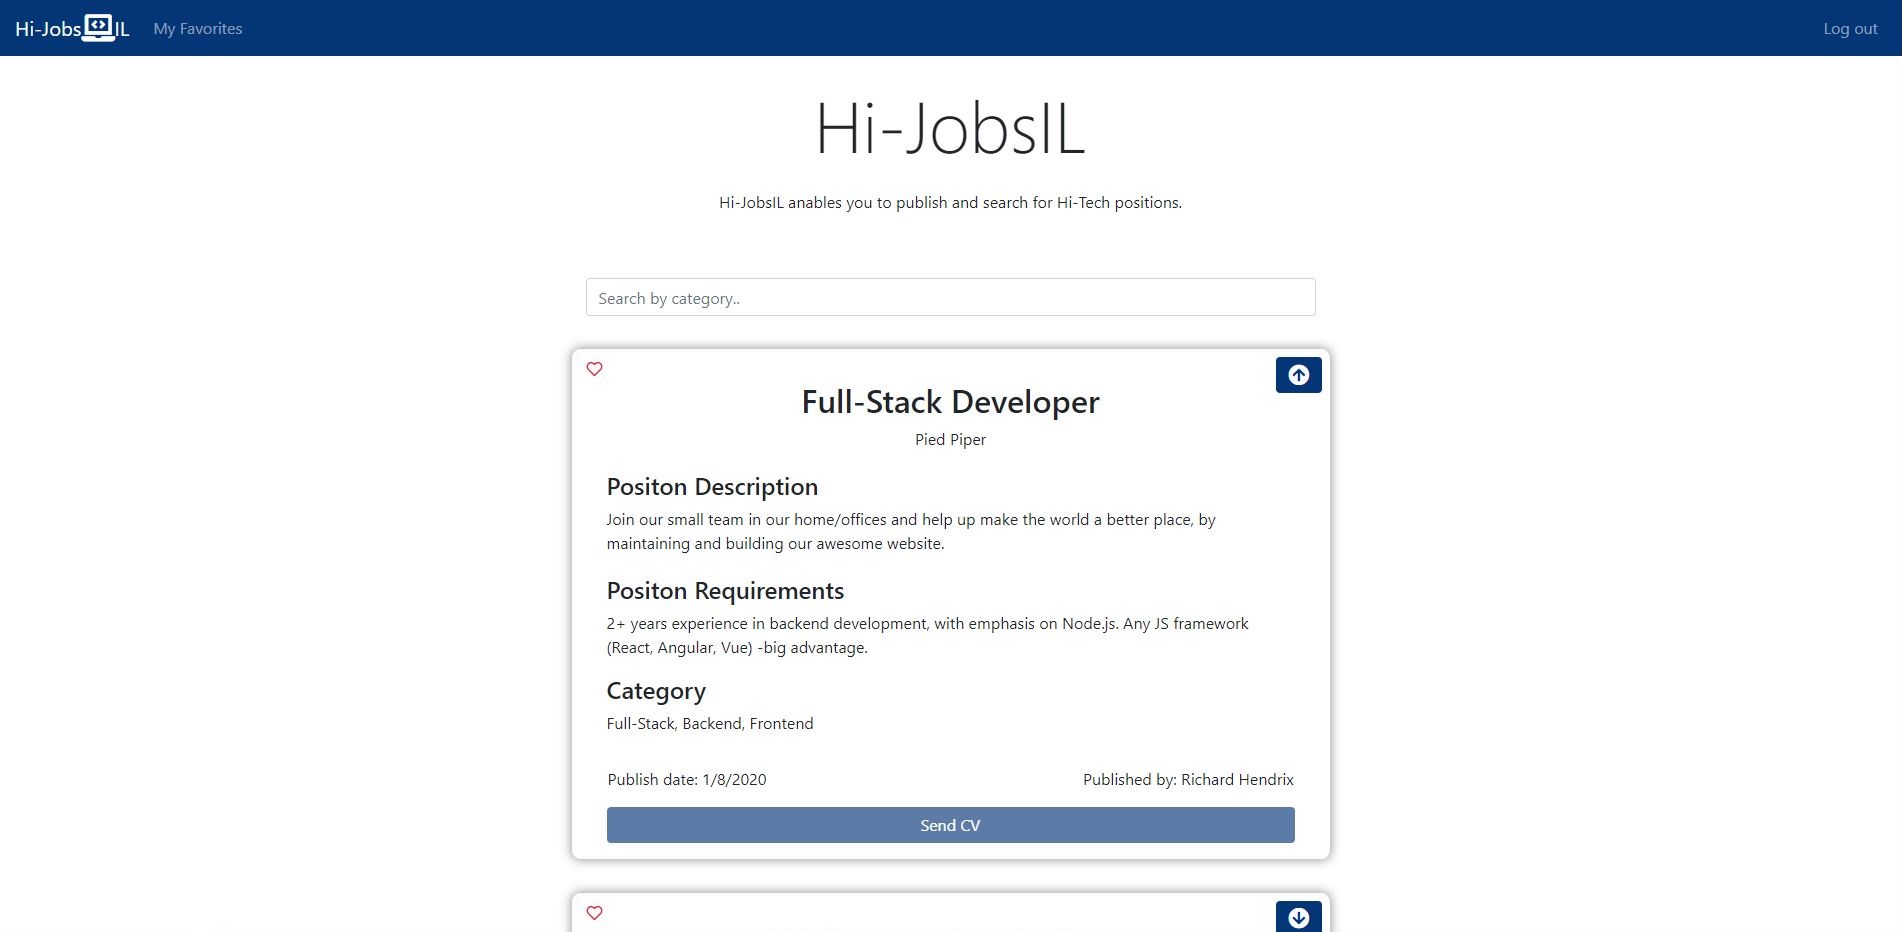 Hi-JobsIL My Favorites Log out
Hi-JobsIL
Hi-JobsIL anables you to publish and search for Hi-Tech positions.
Search by category..
Full-Stack Developer
Pied Piper
Positon Description
Join our small team in our home/offices and help up make the world a better place, by
maintaining and building our awesome website.
Positon Requirements
2+ years experience in backend development, with emphasis on Node.js. Any JS framework
(React, Angular, Vue) -big advantage.
Category
Full-Stack, Backend, Frontend
Publish date: 1/8/2020 Published by: Richard Hendrix
Send CV